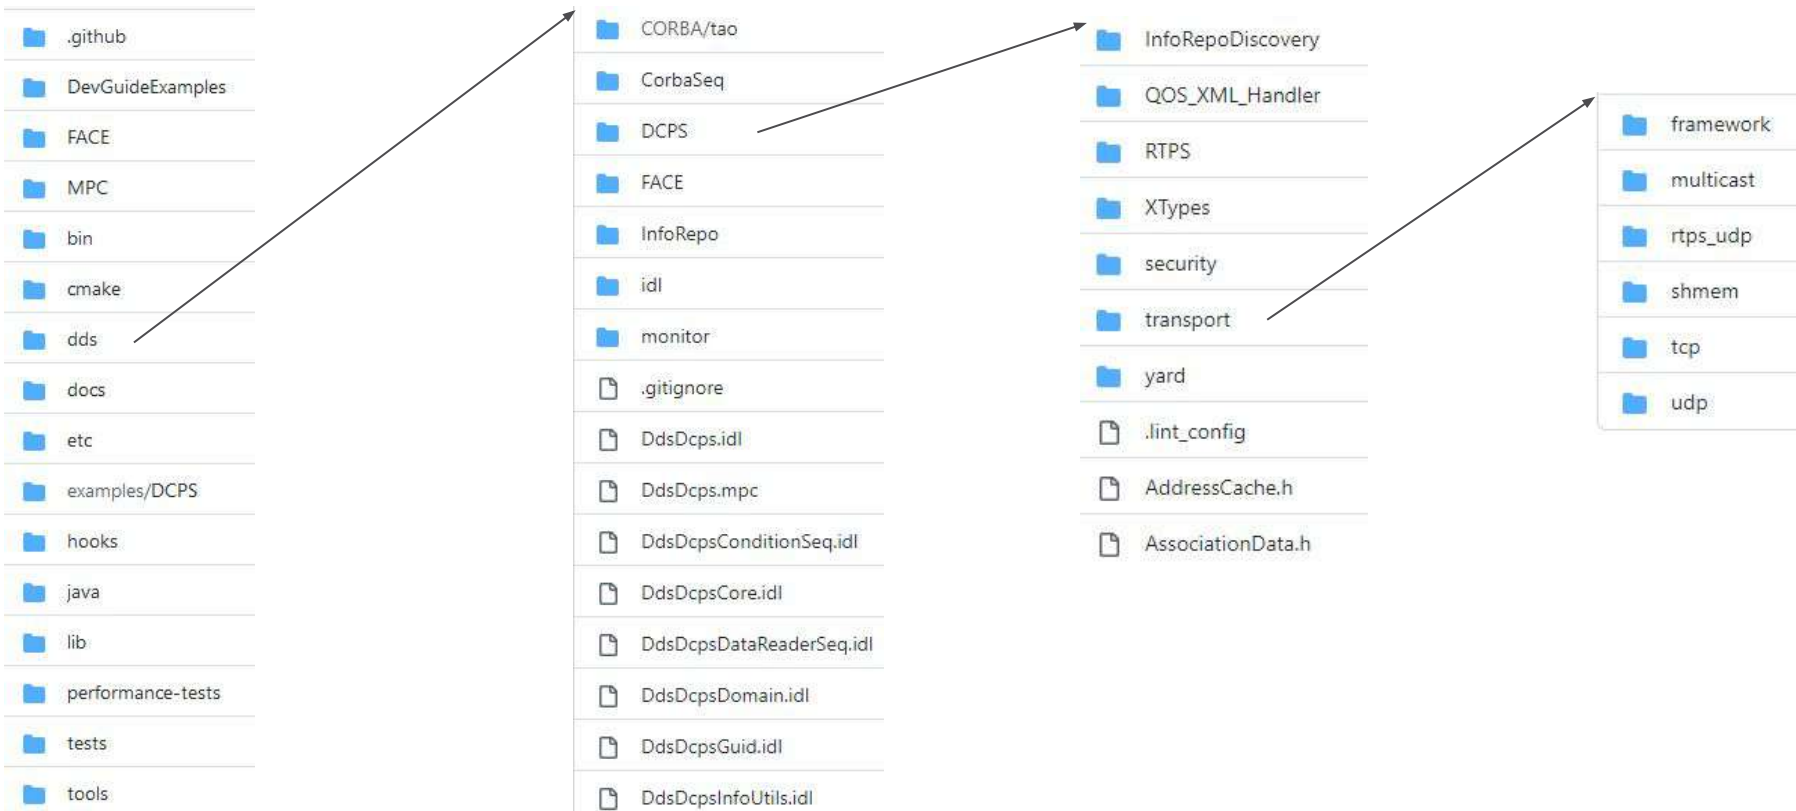 .github
DevGuideExamples
FACE
MPC
bin
cmake
dds
docs
etc
examples/DCPS
hooks
java
lib
performance-tests
tests
tools
CORBA/tao
CorbaSeq
DCPS
FACE
InfoRepo
idl
monitor
.gitignore
DdsDcps.idl
DdsDcps.mpc
DdsDcpsConditionSeq.idl
DdsDcpsCore.idl
DdsDcpsDataReaderSeq.idl
DdsDcpsDomain.idl
DdsDcpsGuid.idl
DdsDcpsInfoUtils.idl
InfoRepoDiscovery
QOS_XML_Handler
RTPS
XTypes
security
transport
yard
.lint_config
AddressCache.h
AssociationData.h
framework
multicast
rtps_udp
shmem
tcp
udp